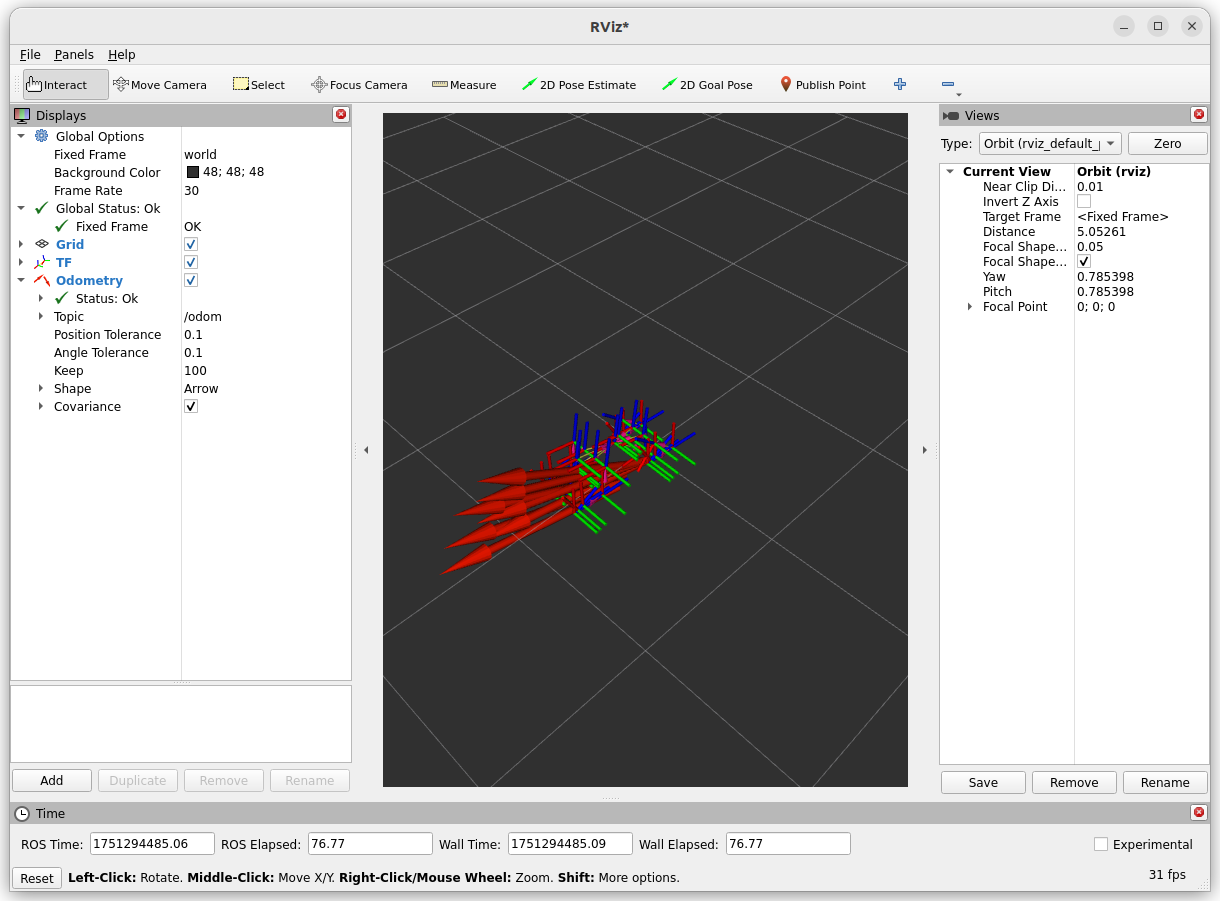 RViz*
File Panels Help
Interact Move Camera Select Focus Camera Measure 2D Pose Estimate 2D Goal Pose Publish Point
Displays
Global Options
Fixed Frame world
Background Color 48; 48; 48
Frame Rate 30
Global Status: Ok
Fixed Frame OK
Grid
TF
Odometry
Status: Ok
Topic /odom
Position Tolerance 0.1
Angle Tolerance 0.1
Keep 100
Shape Arrow
Covariance
Add Duplicate Remove Rename
Views
Type: Orbit (rviz_default_ Zero
Current View Orbit (rviz)
Near Clip Di... 0.01
Invert Z Axis
Target Frame <Fixed Frame>
Distance 5.05261
Focal Shape... 0.05
Focal Shape...
Yaw 0.785398
Pitch 0.785398
Focal Point 0; 0; 0
Save Remove Rename
Time
ROS Time: 1751294485.06 ROS Elapsed: 76.77 Wall Time: 1751294485.09 Wall Elapsed: 76.77 Experimental
Reset Left-Click: Rotate. Middle-Click: Move X/Y. Right-Click/Mouse Wheel: Zoom. Shift: More options. 31 fps